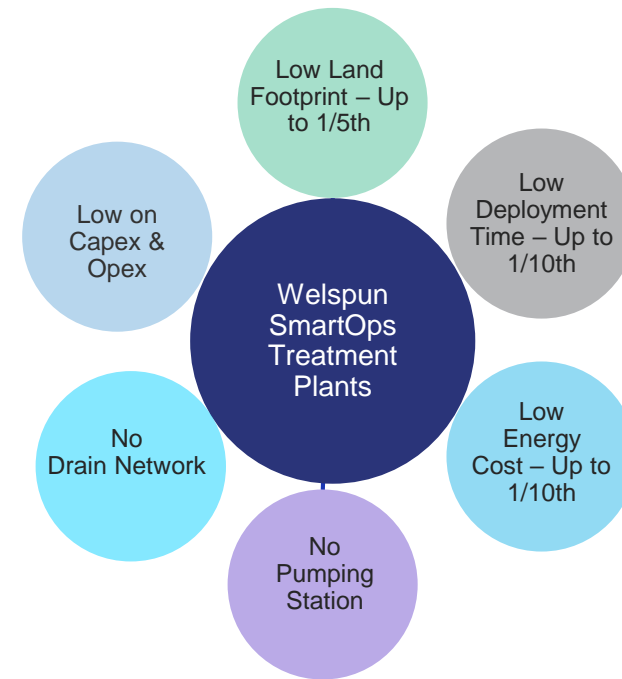 Low Land
Footprint – Up
to 1/5th
Low on
Capex &
Opex
Low
Deployment
Time – Up to
1/10th
Welspun
SmartOps
Treatment
Plants
No
Drain Network
Low
Energy
Cost – Up to
1/10th
No
Pumping
Station